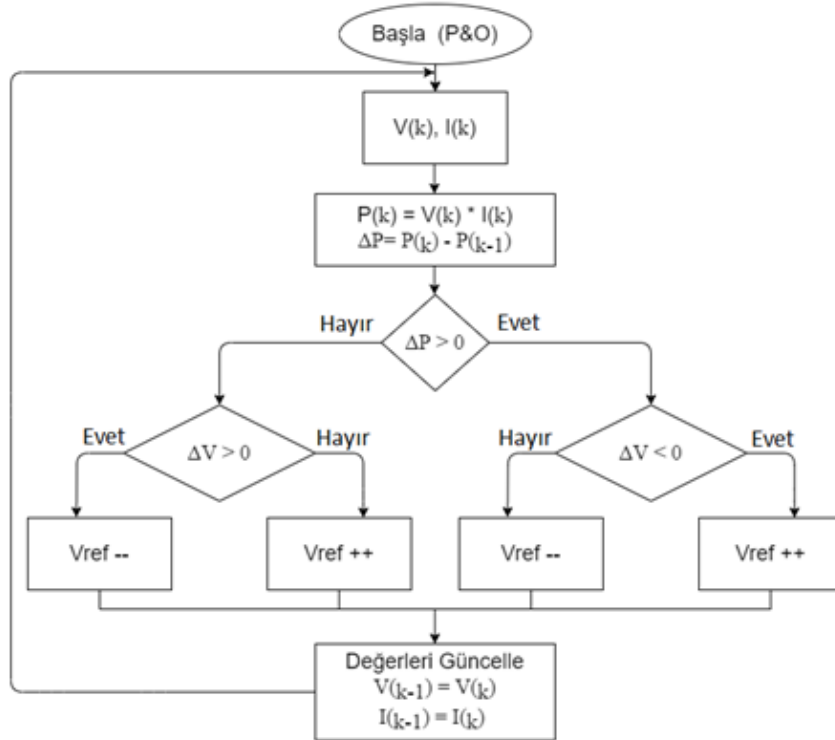 Başla (P&O)
V(k), I(k)
P(k) = V(k) * I(k)
ΔP= P(k) - P(k-1)
Hayır
Evet
ΔP > 0
Evet
ΔV > 0
Hayır
Hayır
ΔV < 0
Evet
Vref --
Vref ++
Vref --
Vref ++
Değerleri Güncelle
V(k-1) = V(k)
I(k-1) = I(k)